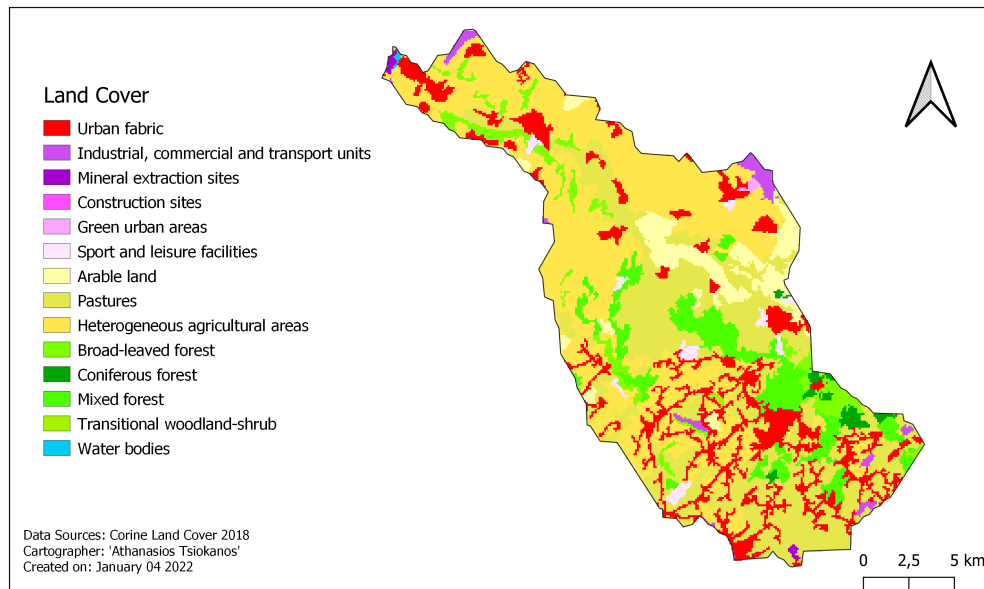 Land Cover
Urban fabric
Industrial, commercial and transport units
Mineral extraction sites
Construction sites
Green urban areas
Sport and leisure facilities
Arable land
Pastures
Heterogeneous agricultural areas
Broad-leaved forest
Coniferous forest
Mixed forest
Transitional woodland-shrub
Water bodies
Data Sources: Corine Land Cover 2018
Cartographer: 'Athanasios Tsiokanos'
Created on: January 04 2022
0 2,5 5 km